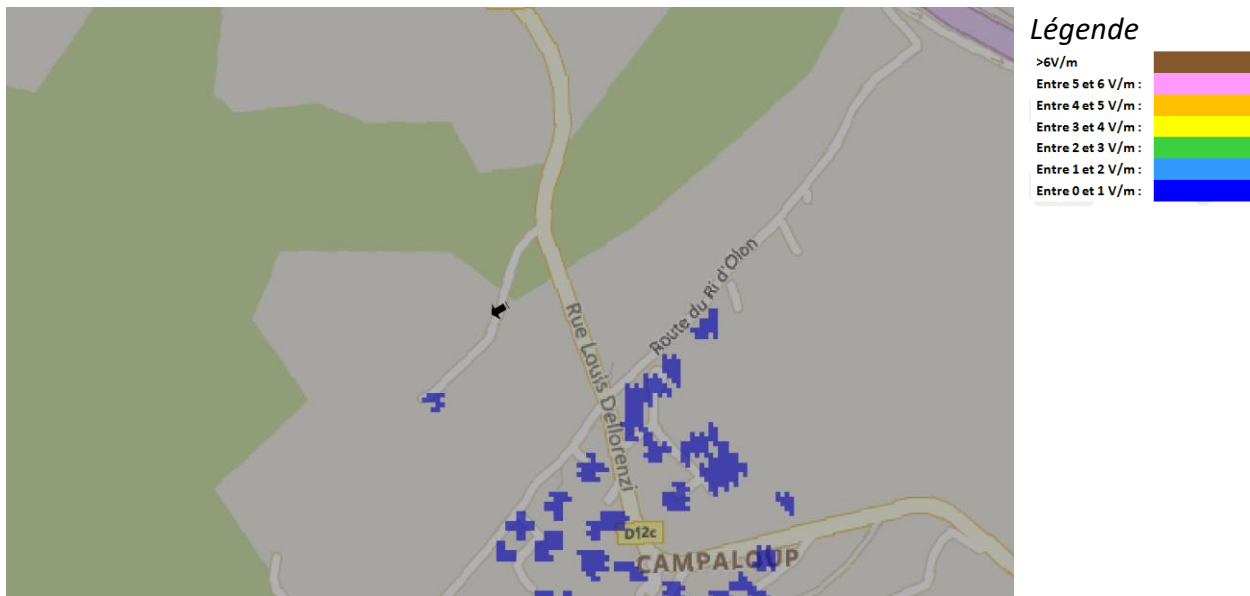 Légende
>6V/m
Entre 5 et 6 V/m :
Entre 4 et 5 V/m :
Entre 3 et 4 V/m :
Entre 2 et 3 V/m :
Entre 1 et 2 V/m :
Entre 0 et 1 V/m :
Route du Ri d'Olon
Rue Louis Dellorenzi
D12c
CAMPALOUP